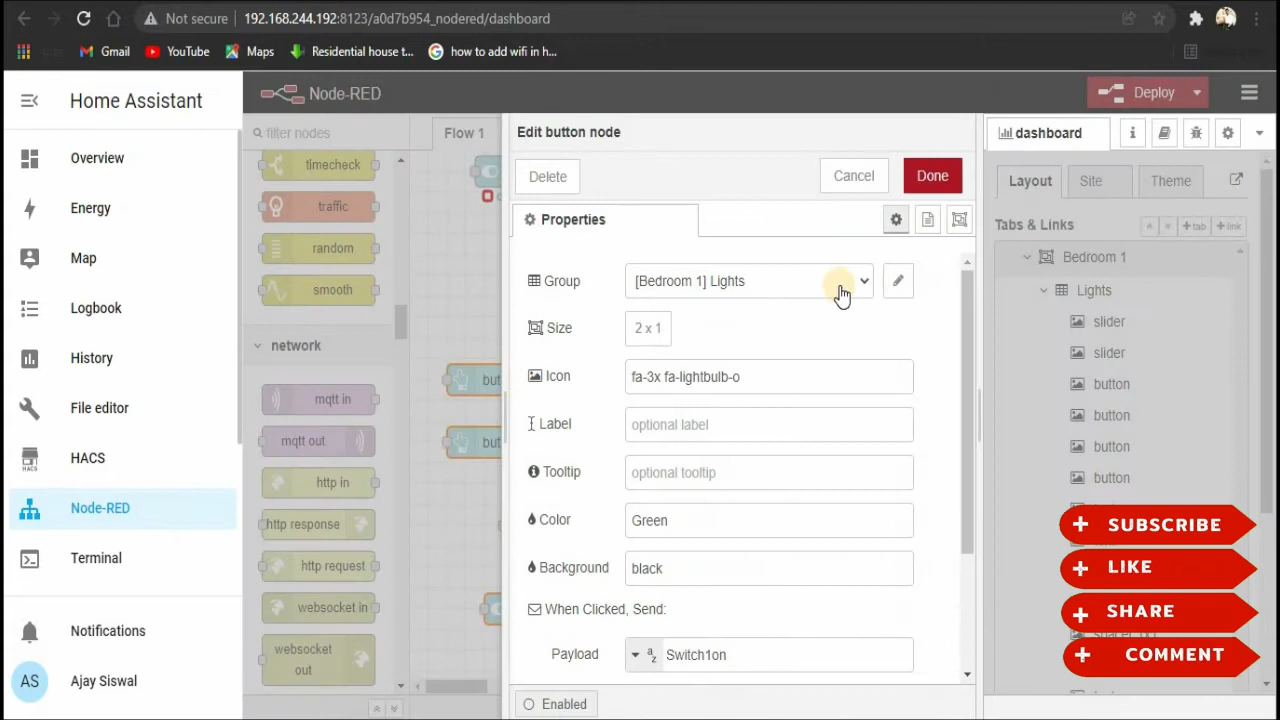 Not secure 192.168.244.192:8123/a0d7b954_nodered/dashboard
Gmail YouTube Maps Residential house t... how to add wifi in h...
Home Assistant
Overview
Energy
Map
Logbook
History
File editor
HACS
HACS
Node-RED
Terminal
Notifications
AS Ajay Siswal
Node-RED
Deploy
filter nodes
timecheck
traffic
random
smooth
network
mqtt in
mqtt out
http in
http response
http request
websocket in
websocket
out
Flow 1
but
but
Edit button node
Delete Cancel Done
Properties
Group [Bedroom 1] Lights
Size 2 x 1
Icon fa-3x fa-lightbulb-o
Label optional label
Tooltip optional tooltip
Color Green
Background black
When Clicked, Send:
Payload az Switch1on
Enabled
dashboard i
Layout Site Theme
Tabs & Links +tab +link
Bedroom 1
Lights
slider
slider
button
button
button
button
+ SUBSCRIBE
+ LIKE
+ SHARE
+ COMMENT